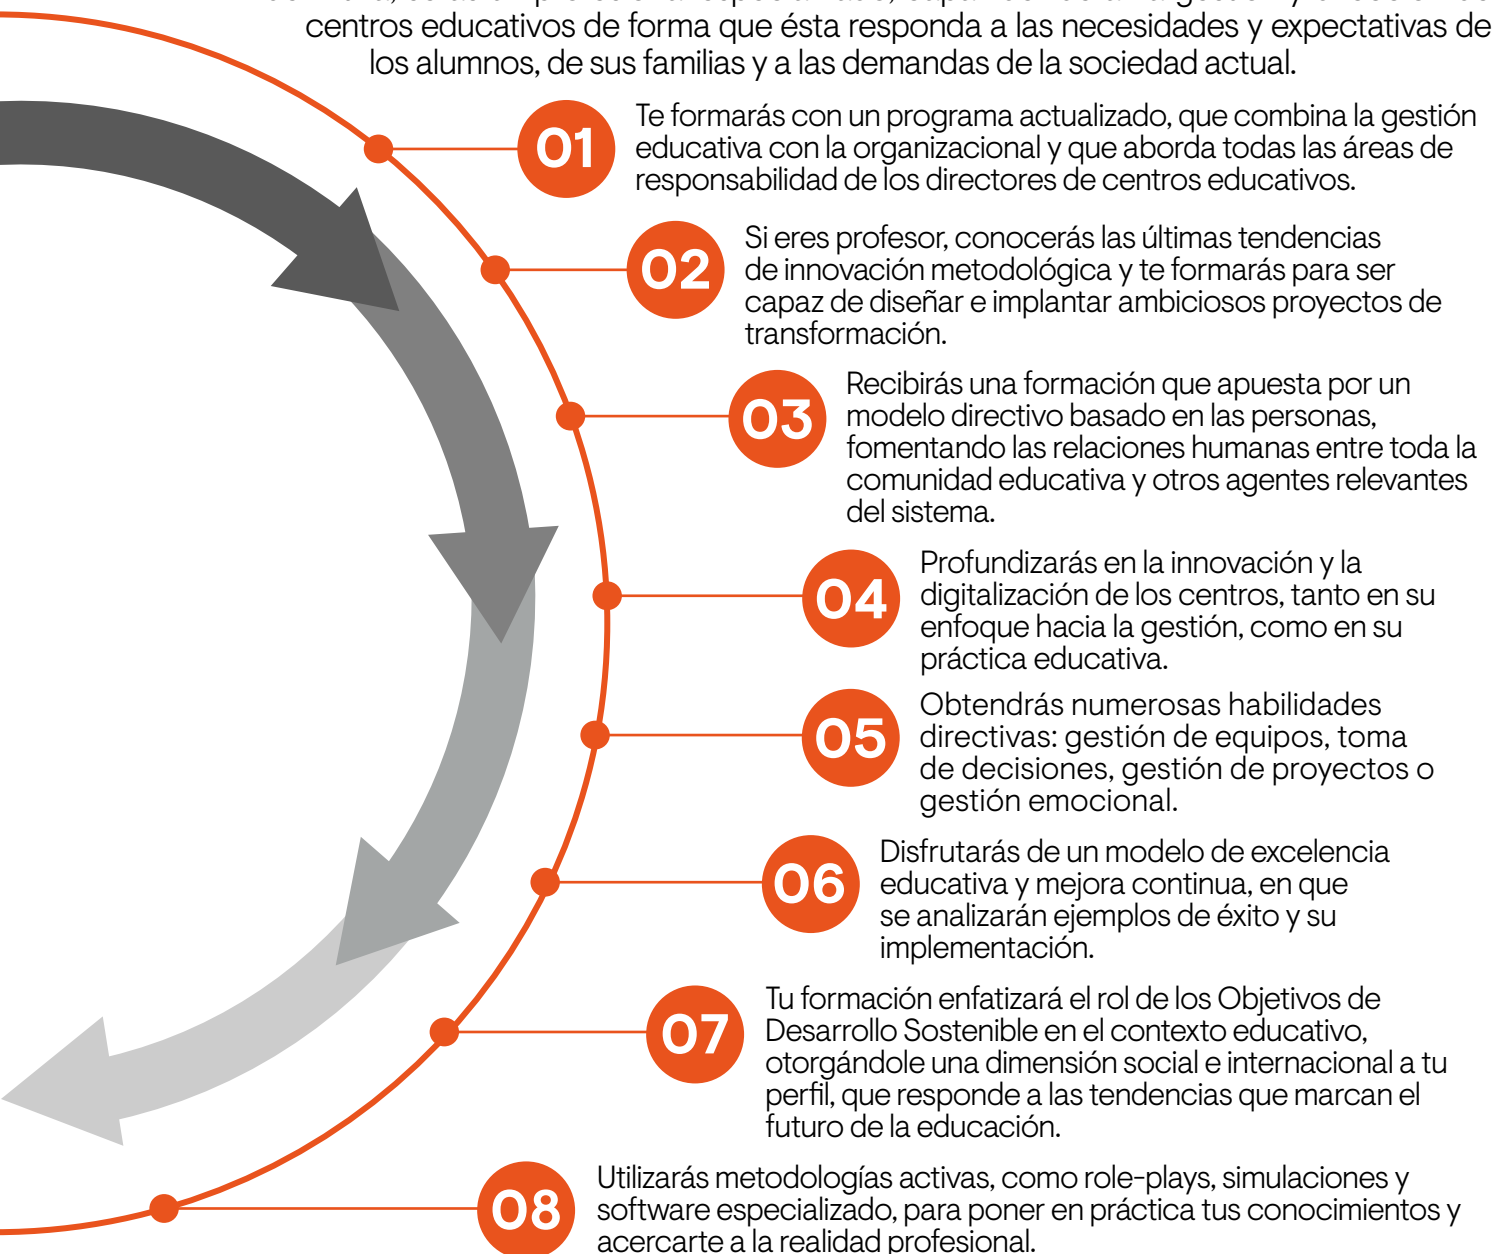 centros educativos de forma que ésta responda a las necesidades y expectativas de
los alumnos, de sus familias y a las demandas de la sociedad actual.
01
Te formarás con un programa actualizado, que combina la gestión
educativa con la organizacional y que aborda todas las áreas de
responsabilidad de los directores de centros educativos.
02
Si eres profesor, conocerás las últimas tendencias
de innovación metodológica y te formarás para ser
capaz de diseñar e implantar ambiciosos proyectos de
transformación.
03
Recibirás una formación que apuesta por un
modelo directivo basado en las personas,
fomentando las relaciones humanas entre toda la
comunidad educativa y otros agentes relevantes
del sistema.
04
Profundizarás en la innovación y la
digitalización de los centros, tanto en su
enfoque hacia la gestión, como en su
práctica educativa.
05
Obtendrás numerosas habilidades
directivas: gestión de equipos, toma
de decisiones, gestión de proyectos o
gestión emocional.
06
Disfrutarás de un modelo de excelencia
educativa y mejora continua, en que
se analizarán ejemplos de éxito y su
implementación.
07
Tu formación enfatizará el rol de los Objetivos de
Desarrollo Sostenible en el contexto educativo,
otorgándole una dimensión social e internacional a tu
perfil, que responde a las tendencias que marcan el
futuro de la educación.
08
Utilizarás metodologías activas, como role-plays, simulaciones y
software especializado, para poner en práctica tus conocimientos y
acercarte a la realidad profesional.